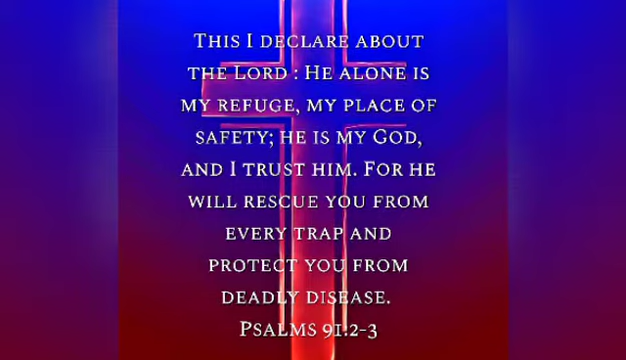 This I declare about
the Lord : He alone is
my refuge, my place of
safety; he is my God,
and I trust him. For he
will rescue you from
every trap and
protect you from
deadly disease.
Psalms 91:2-3